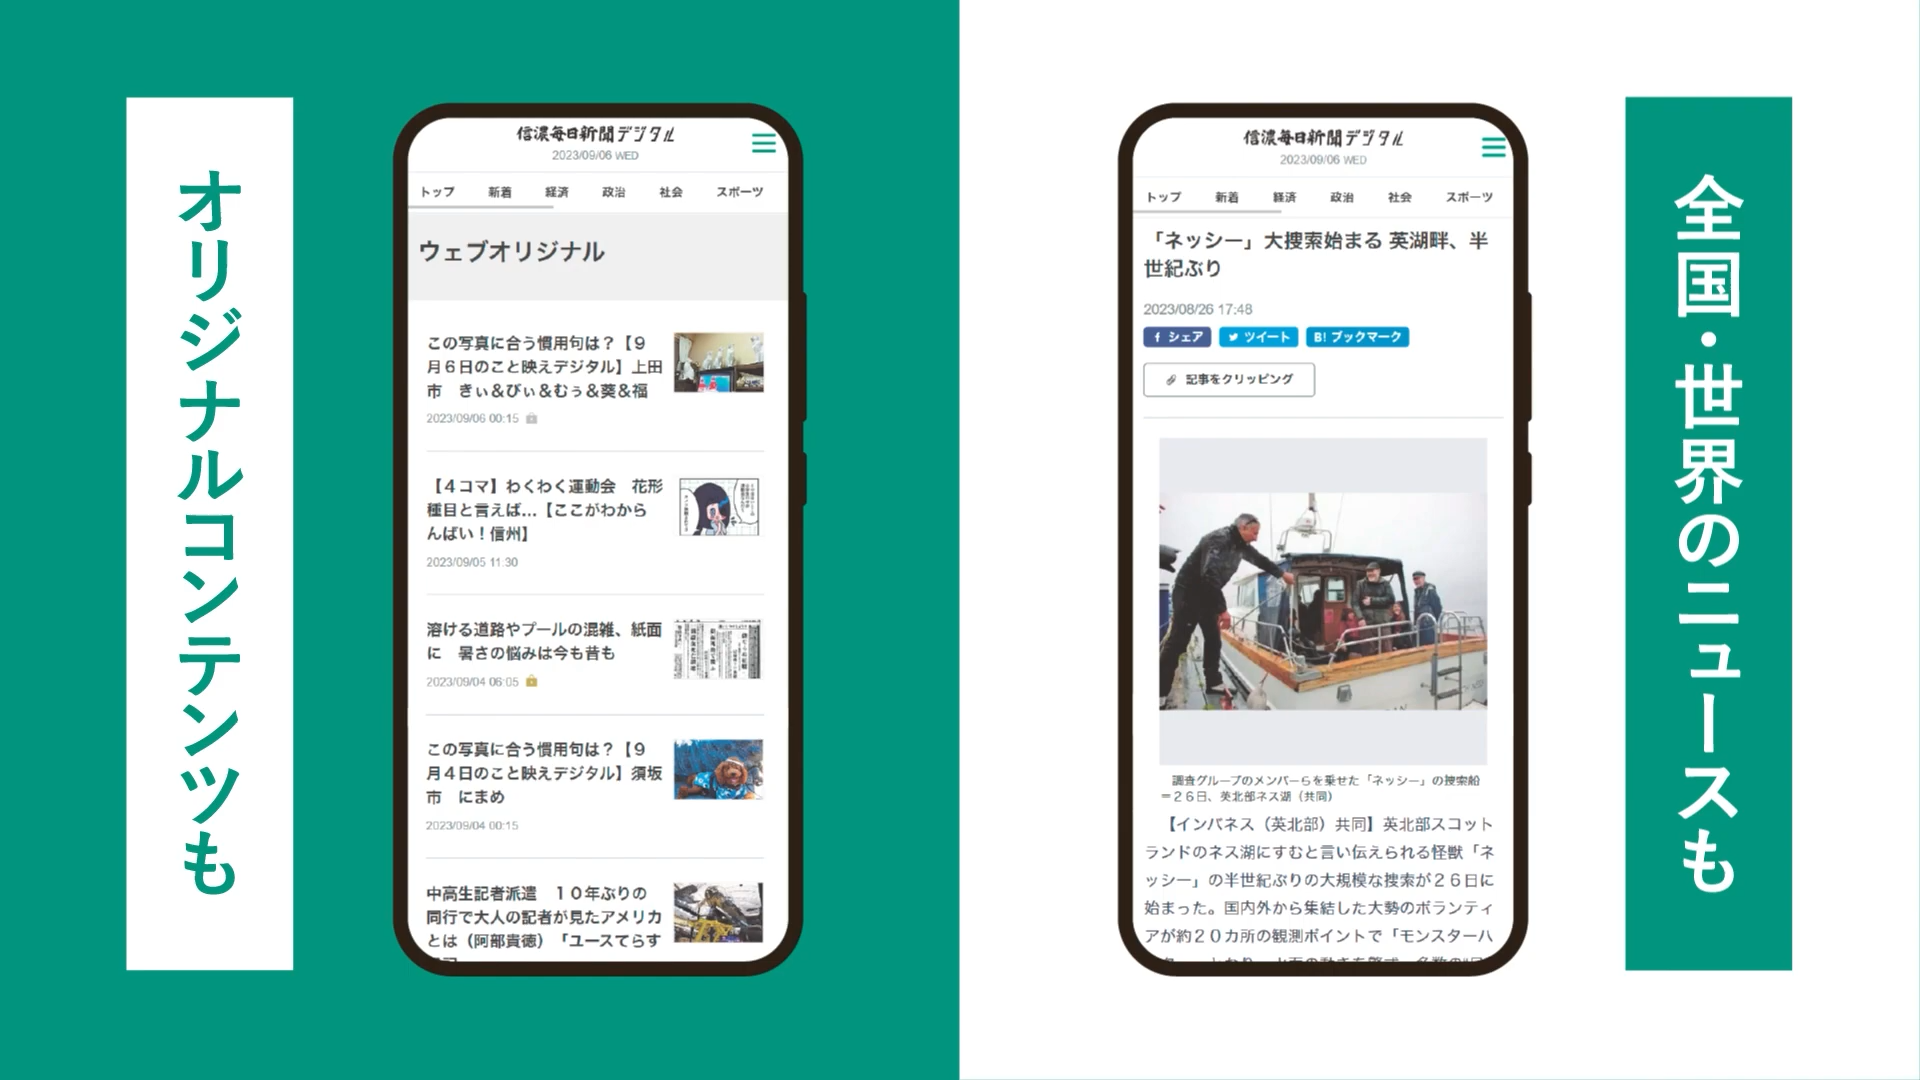 オリジナルコンテンツも
信濃毎日新聞デジタル
2023/09/06 WED
トップ 新着 経済 政治 社会 スポーツ
ウェブオリジナル
この写真に合う慣用句は？【９
月６日のこと映えデジタル】上田
市　きぃ＆びぃ＆むぅ＆葵＆福
2023/09/06 00:15
【４コマ】わくわく運動会　花形
種目と言えば…【ここがわから
んばい！信州】
2023/09/05 11:30
溶ける道路やプールの混雑、紙面
に　暑さの悩みは今も昔も
2023/09/04 06:05
この写真に合う慣用句は？【９
月４日のこと映えデジタル】須坂
市　にまめ
2023/09/04 00:15
中高生記者派遣　１０年ぶりの
同行で大人の記者が見たアメリカ
とは（阿部貴徳）「ユースてらす
信濃毎日新聞デジタル
2023/09/06 WED
トップ 新着 経済 政治 社会 スポーツ
「ネッシー」大捜索始まる 英湖畔、半
世紀ぶり
2023/08/26 17:48
f シェア ツイート B! ブックマーク
記事をクリッピング
調査グループのメンバーらを乗せた「ネッシー」の捜索船
＝２６日、英北部ネス湖（共同）
【インバネス（英北部）共同】英北部スコット
ランドのネス湖にすむと言い伝えられる怪獣「ネ
ッシー」の半世紀ぶりの大規模な捜索が２６日に
始まった。国内外から集結した大勢のボランティ
アが約２０カ所の観測ポイントで「モンスターハ
全国・世界のニュースも